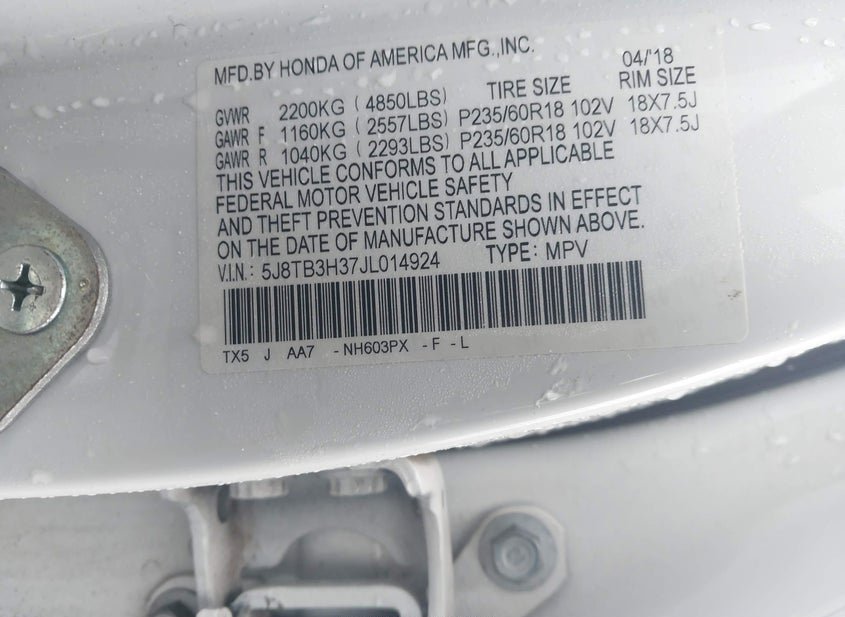 MFD.BY HONDA OF AMERICA MFG.,INC. 04/'18
TIRE SIZE RIM SIZE
GVWR 2200KG ( 4850LBS)
GAWR F 1160KG ( 2557LBS) P235/60R18 102V 18X7.5J
GAWR R 1040KG ( 2293LBS) P235/60R18 102V 18X7.5J
THIS VEHICLE CONFORMS TO ALL APPLICABLE
FEDERAL MOTOR VEHICLE SAFETY
AND THEFT PREVENTION STANDARDS IN EFFECT
ON THE DATE OF MANUFACTURE SHOWN ABOVE.
V.I.N.: 5J8TB3H37JL014924 TYPE: MPV
TX5 J AA7 -NH603PX -F -L